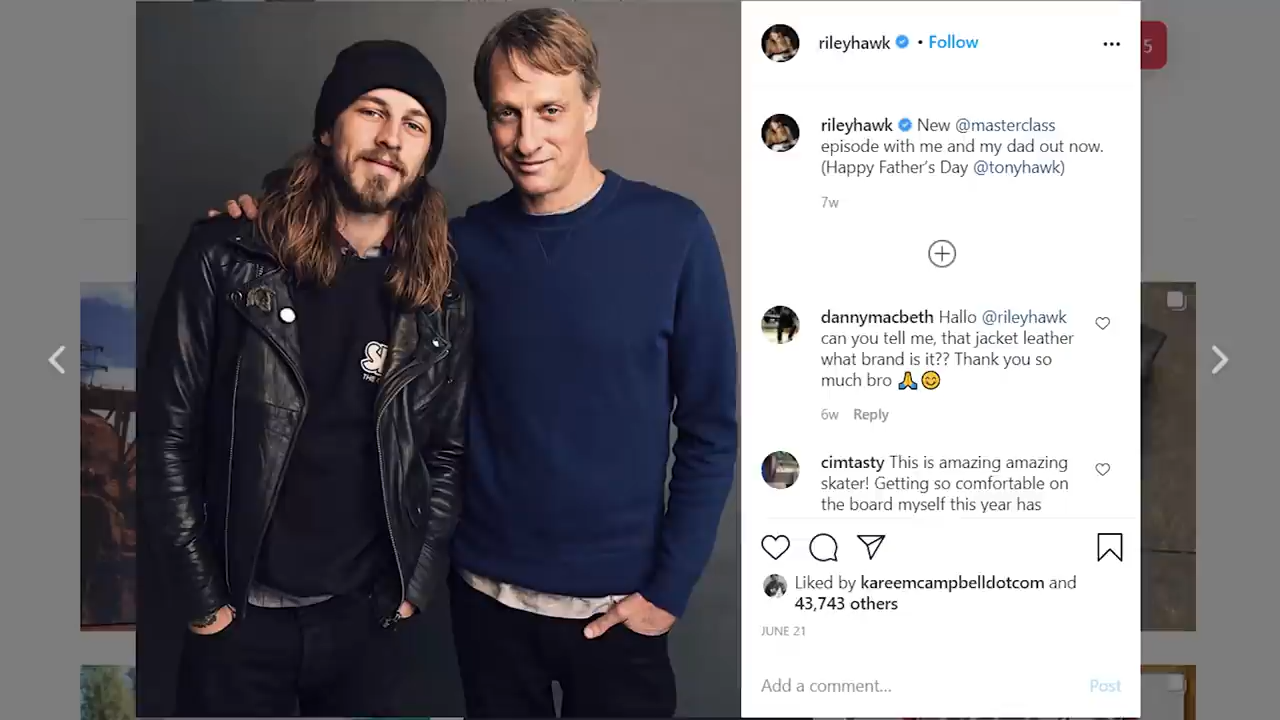 rileyhawk • Follow
5
rileyhawk New @masterclass
episode with me and my dad out now.
(Happy Father's Day @tonyhawk)
7w
dannymacbeth Hallo @rileyhawk
can you tell me, that jacket leather
what brand is it?? Thank you so
much bro 🙏😊
6w Reply
cimtasty This is amazing amazing
skater! Getting so comfortable on
the board myself this year has
Liked by kareemcampbelldotcom and
43,743 others
JUNE 21
Add a comment... Post